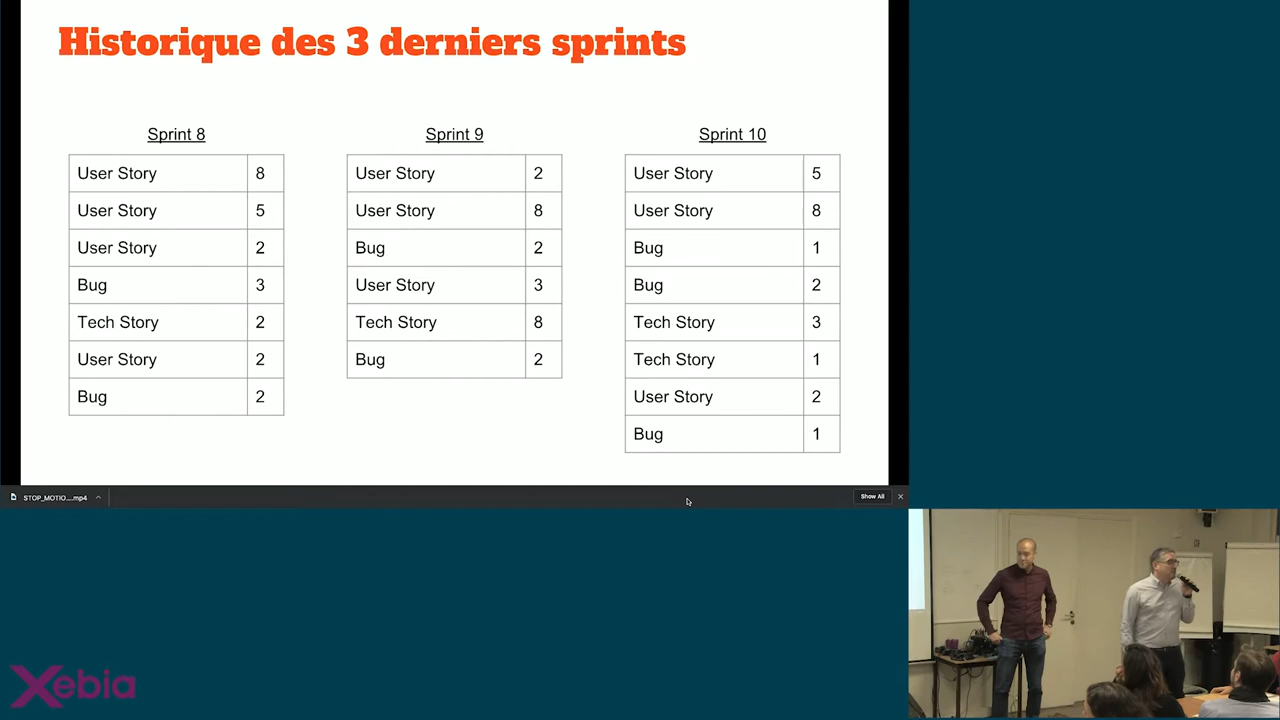 Historique des 3 derniers sprints
Sprint 8
User Story 8
User Story 5
User Story 2
Bug 3
Tech Story 2
User Story 2
Bug 2
Sprint 9
User Story 2
User Story 8
Bug 2
User Story 3
Tech Story 8
Bug 2
Sprint 10
User Story 5
User Story 8
Bug 1
Bug 2
Tech Story 3
Tech Story 1
User Story 2
Bug 1
STOP_MOTIO....mp4
Show All
Xebia